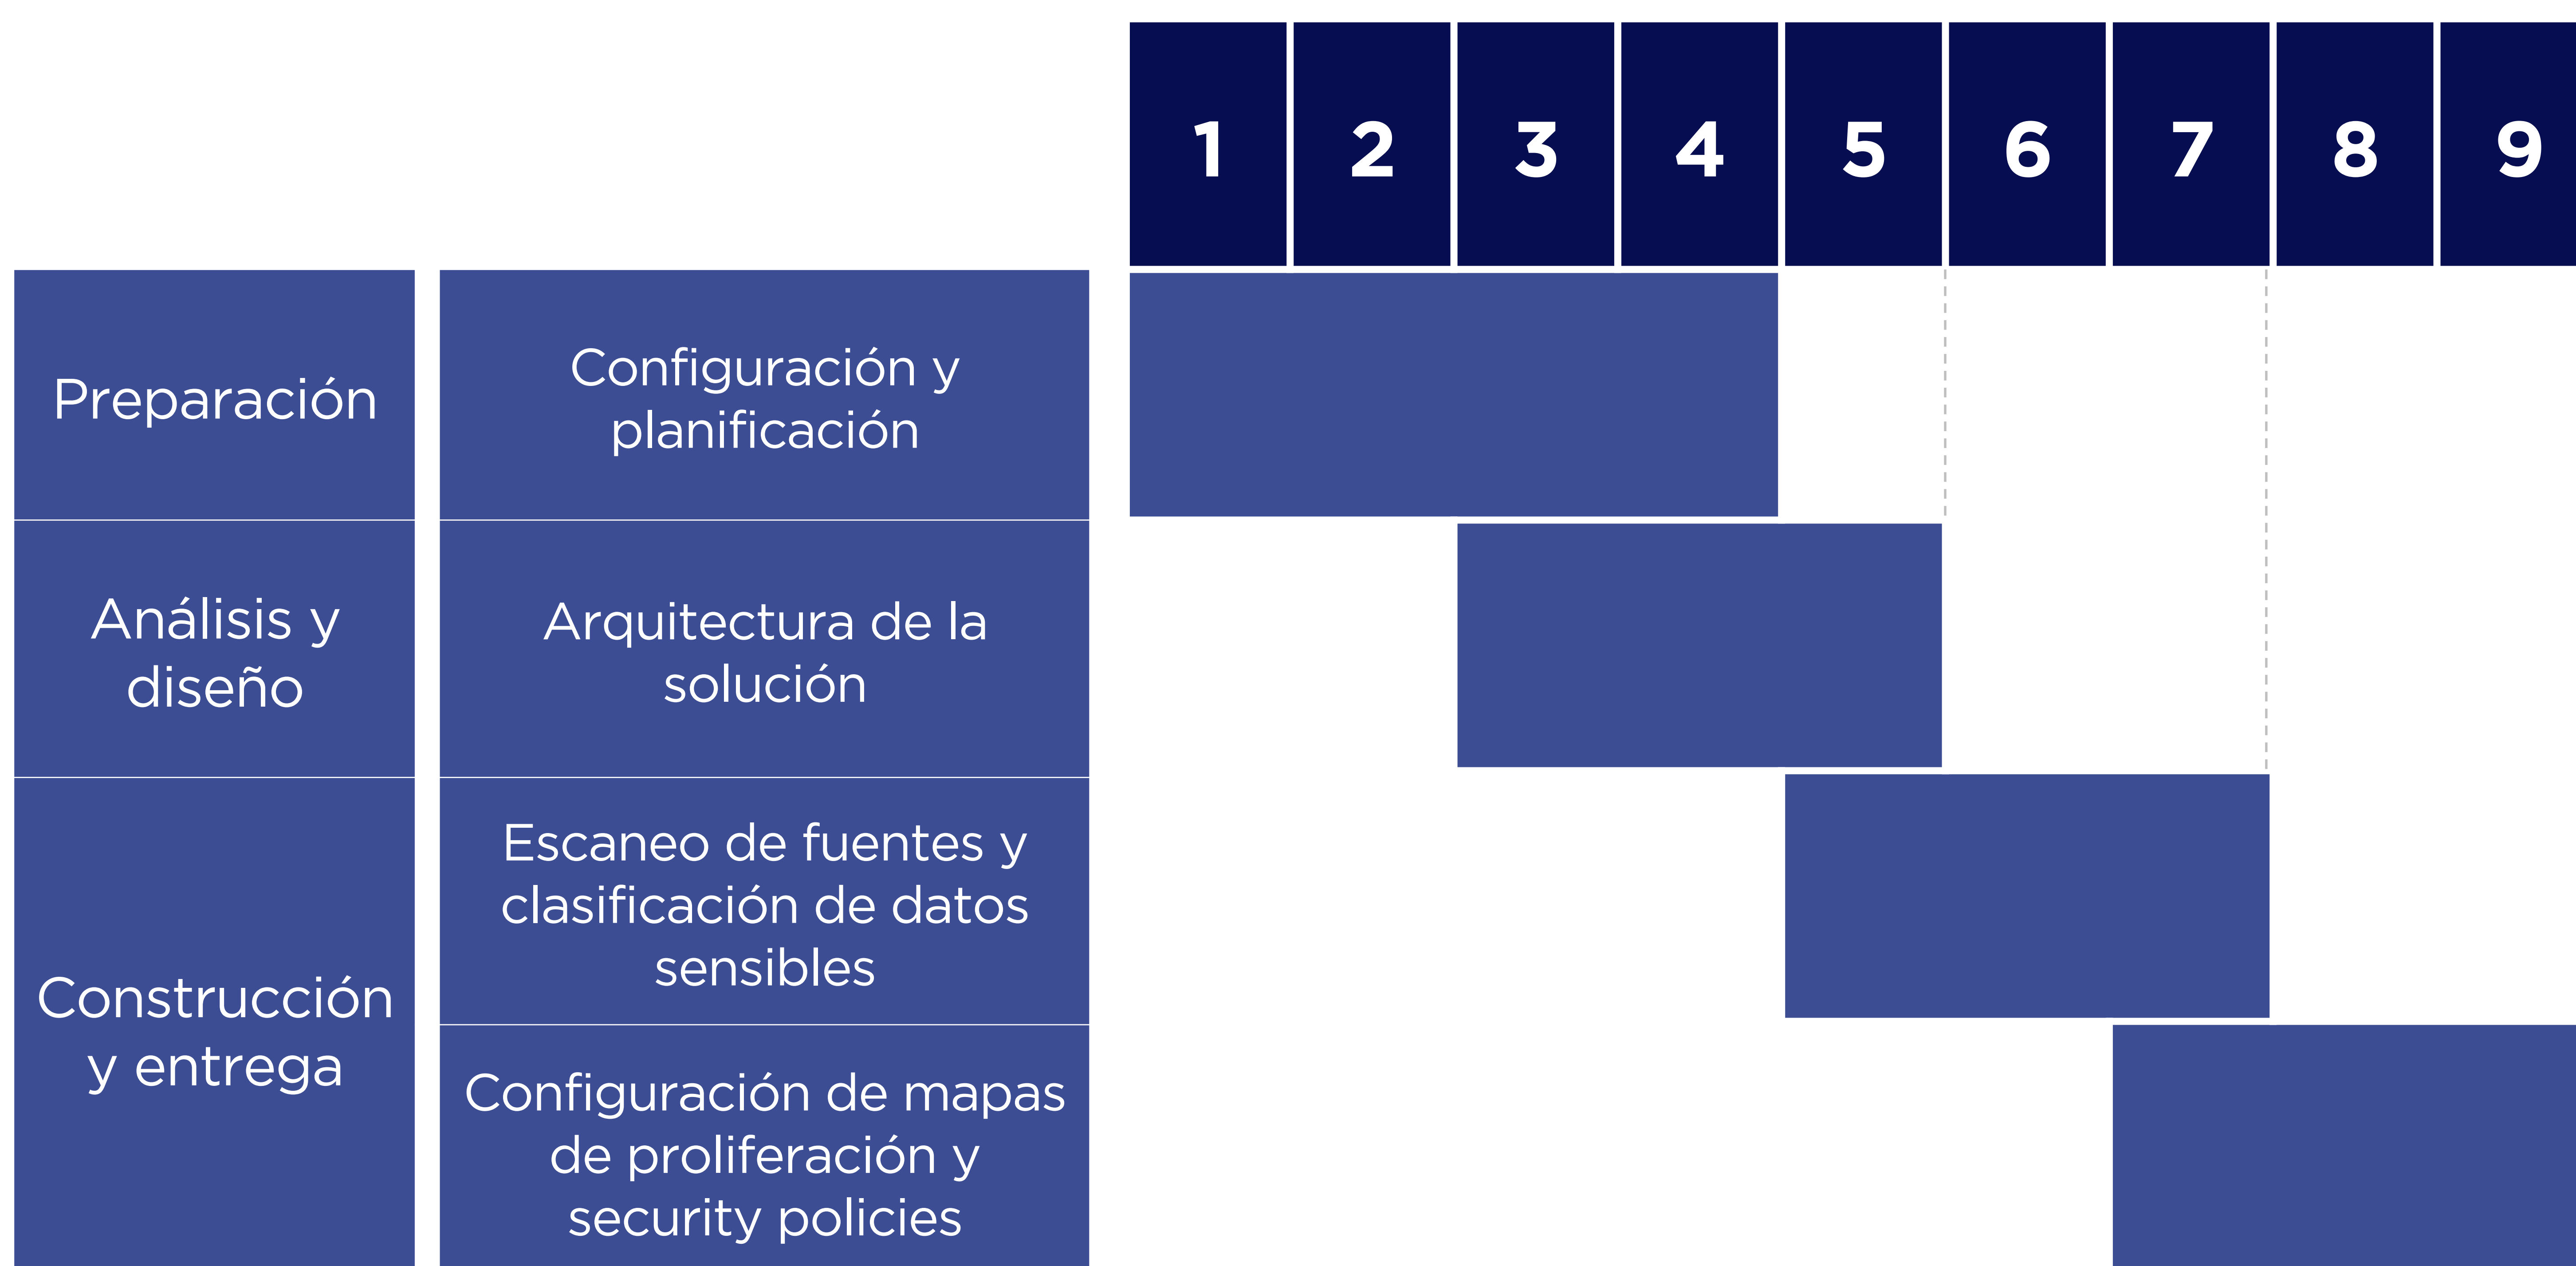 1 2 3 4 5 6 7 8 9
Preparación
Configuración y
planificación
Análisis y
diseño
Arquitectura de la
solución
Construcción
y entrega
Escaneo de fuentes y
clasificación de datos
sensibles
Configuración de mapas
de proliferación y
security policies